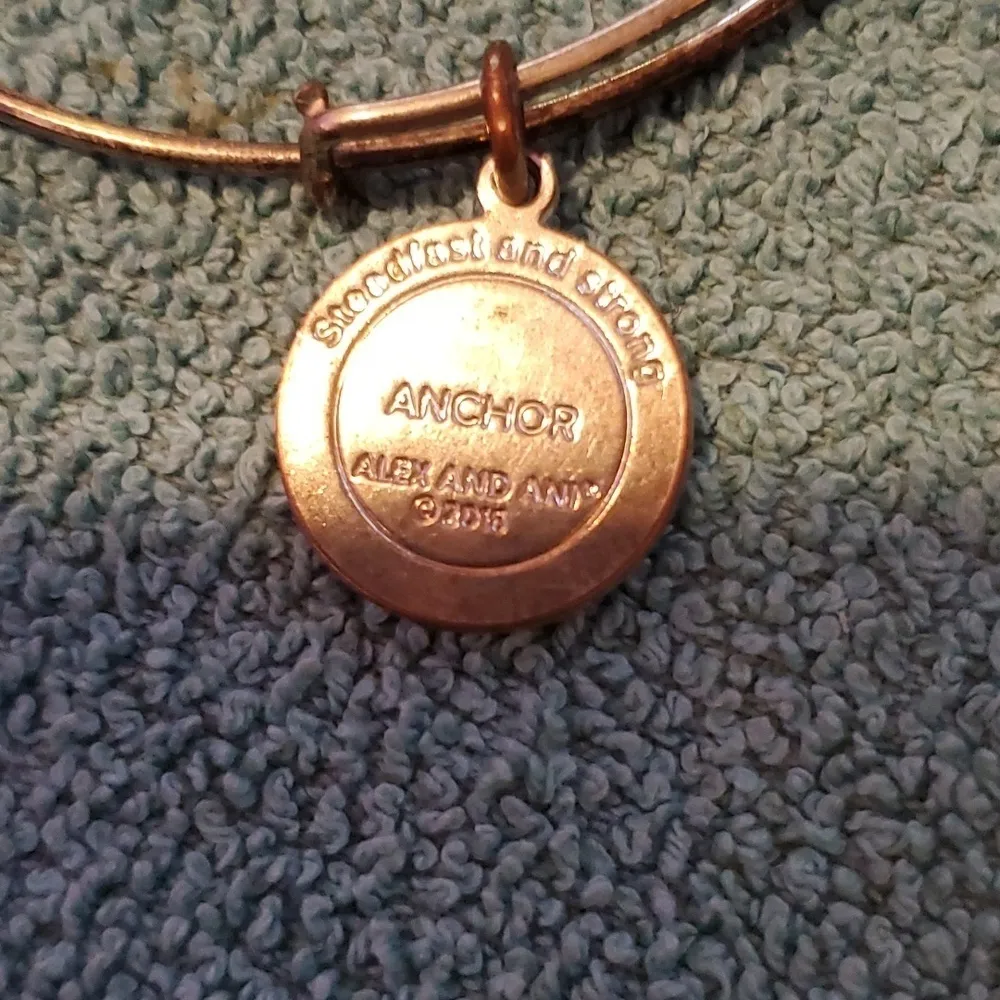 Steadfast and strong
ANCHOR
ALEX AND ANI®